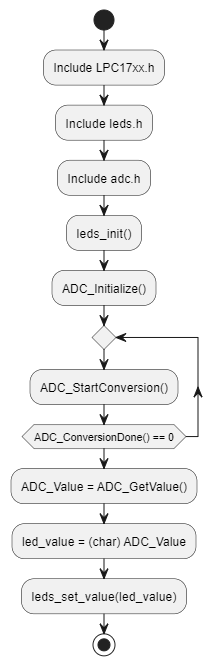 Include LPC17xx.h
Include leds.h
Include adc.h
leds_init()
ADC_Initialize()
ADC_StartConversion()
ADC_ConversionDone() == 0
ADC_Value = ADC_GetValue()
led_value = (char) ADC_Value
leds_set_value(led_value)